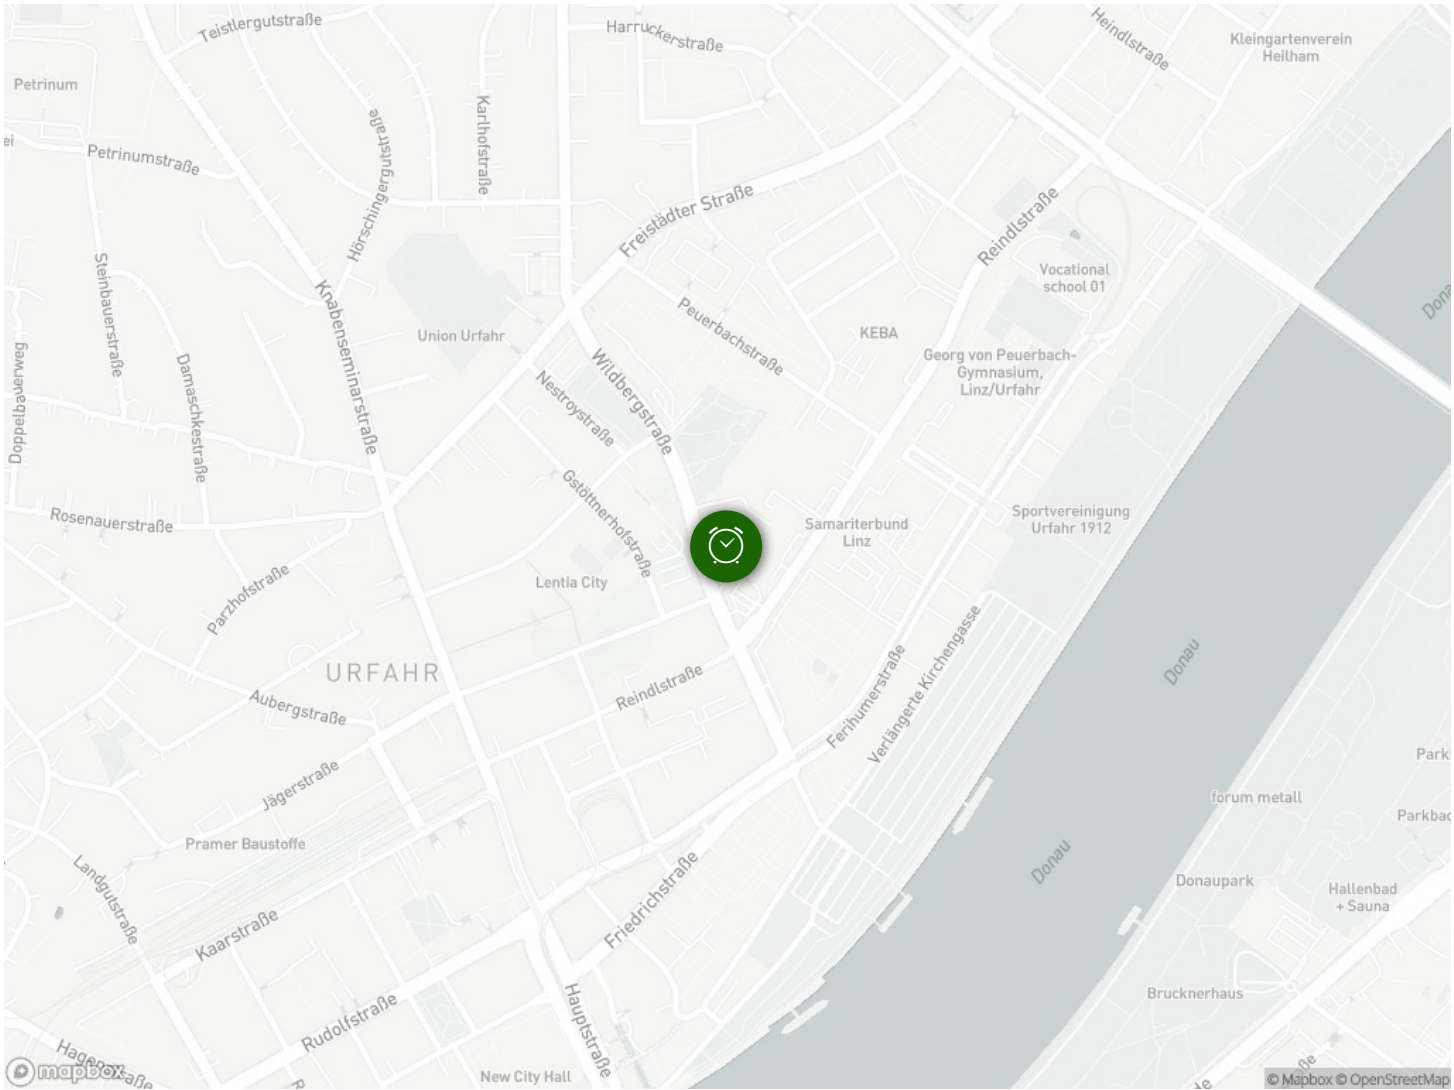 Teistlergutstraße
Harruckerstraße
Heindlstraße
Kleingartenverein
Heilham
Petrinum
Karlhofstraße
Hörschingergutstraße
ei
Petrinumstraße
Freistädter Straße
Reindlstraße
Vocational
school 01
Steinbauerstraße
Knabenseminarstraße
Donau
Union Urfahr
Peuerbachstraße
KEBA
Georg von Peuerbach-
Gymnasium,
Linz/Urfahr
Doppelbauerweg
Damaschkestraße
Wildbergstraße
Nestroystraße
Gstöttnerhofstraße
Rosenauerstraße
Samariterbund
Linz
Sportvereinigung
Urfahr 1912
Parzhofstraße
Lentia City
URFAHR
Reindlstraße
Aubergstraße
Ferihumerstraße
Verlängerte Kirchengasse
Donau
Jägerstraße
Park
forum metall
Parkbad
Pramer Baustoffe
Donau
Donaupark
Hallenbad
+ Sauna
Landgutstraße
Friedrichstraße
Kaarstraße
Brucknerhaus
Rudolfstraße
Hauptstraße
Hagenstraße
New City Hall
mapbox
© Mapbox © OpenStreetMap